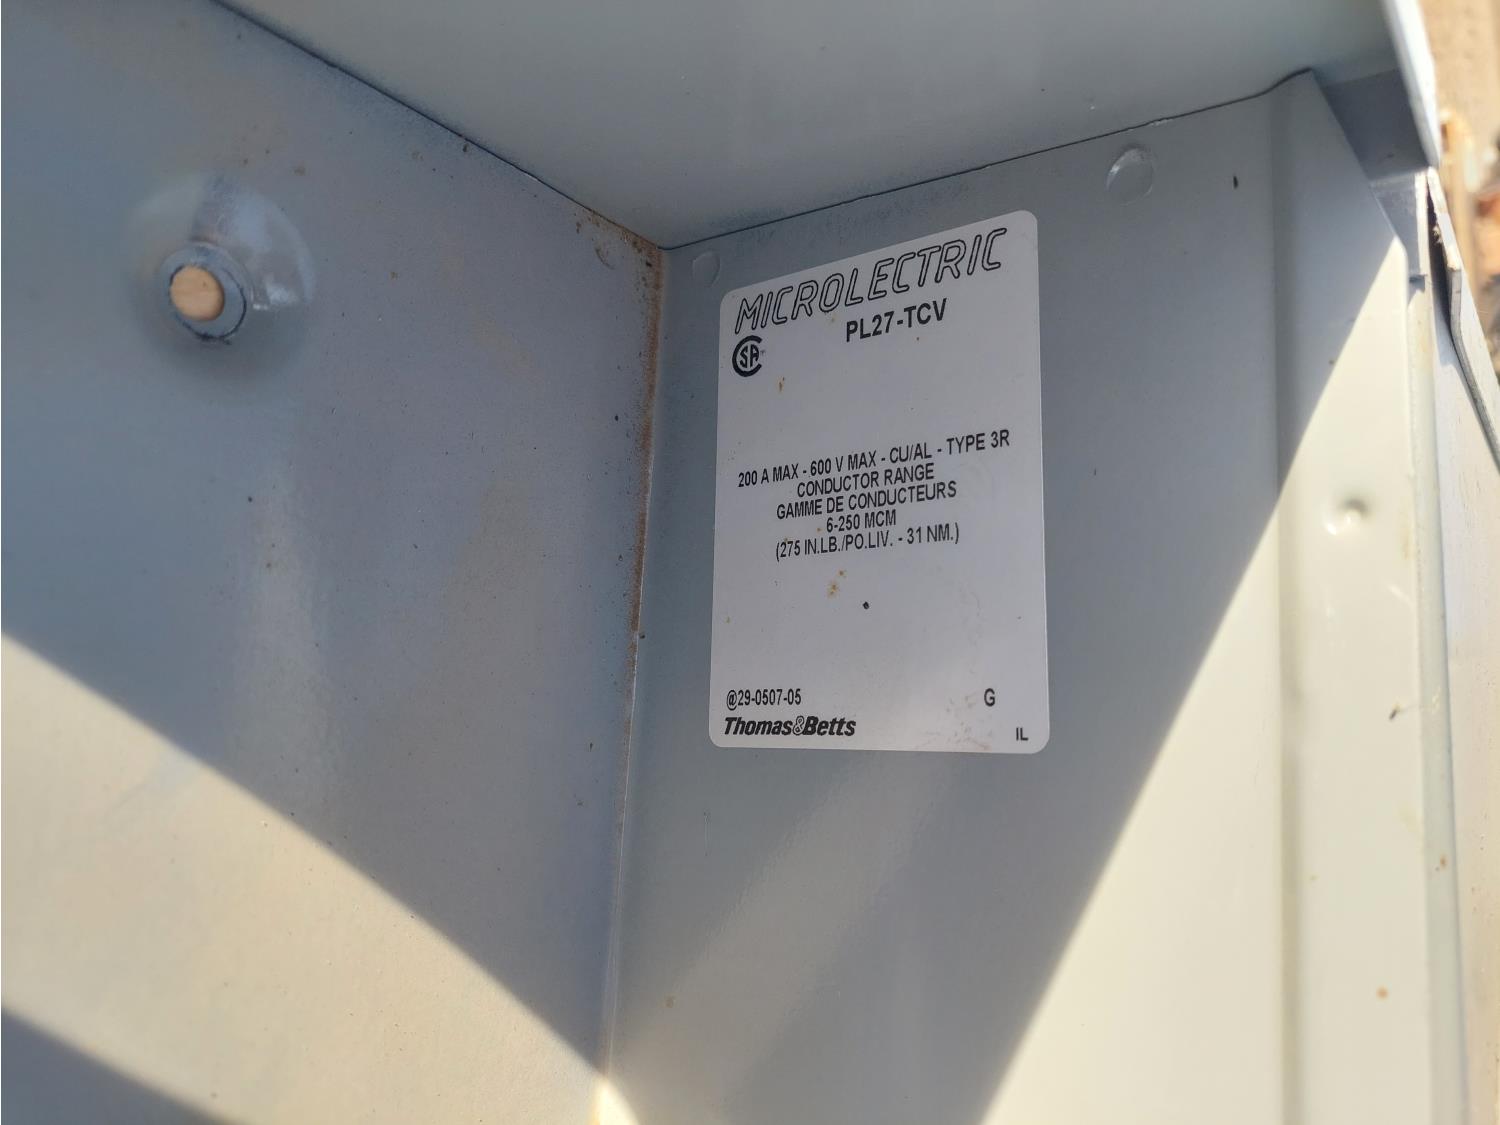 MICROLECTRIC
PL27-TCV
CSA
200 A MAX - 600 V MAX - CU/AL - TYPE 3R
CONDUCTOR RANGE
GAMME DE CONDUCTEURS
6-250 MCM
(275 IN.LB./PO.LIV. - 31 NM.)
@29-0507-05 G
Thomas&Betts
IL